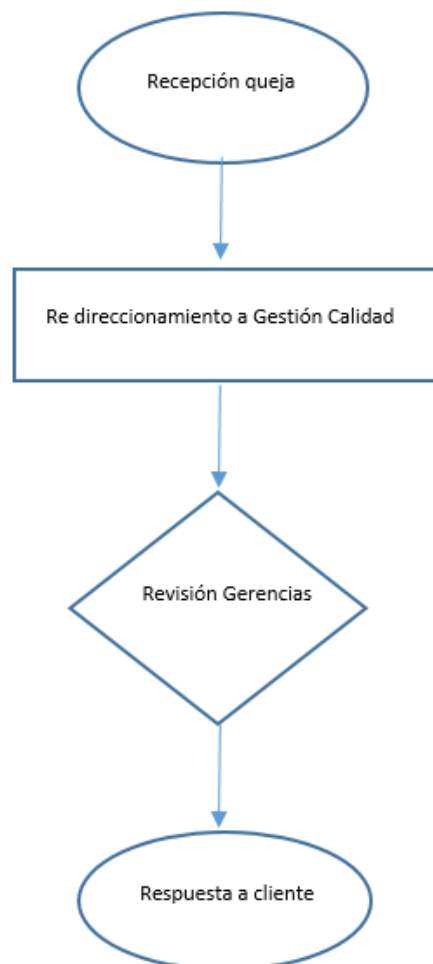 Recepción queja
Re direccionamiento a Gestión Calidad
Revisión Gerencias
Respuesta a cliente